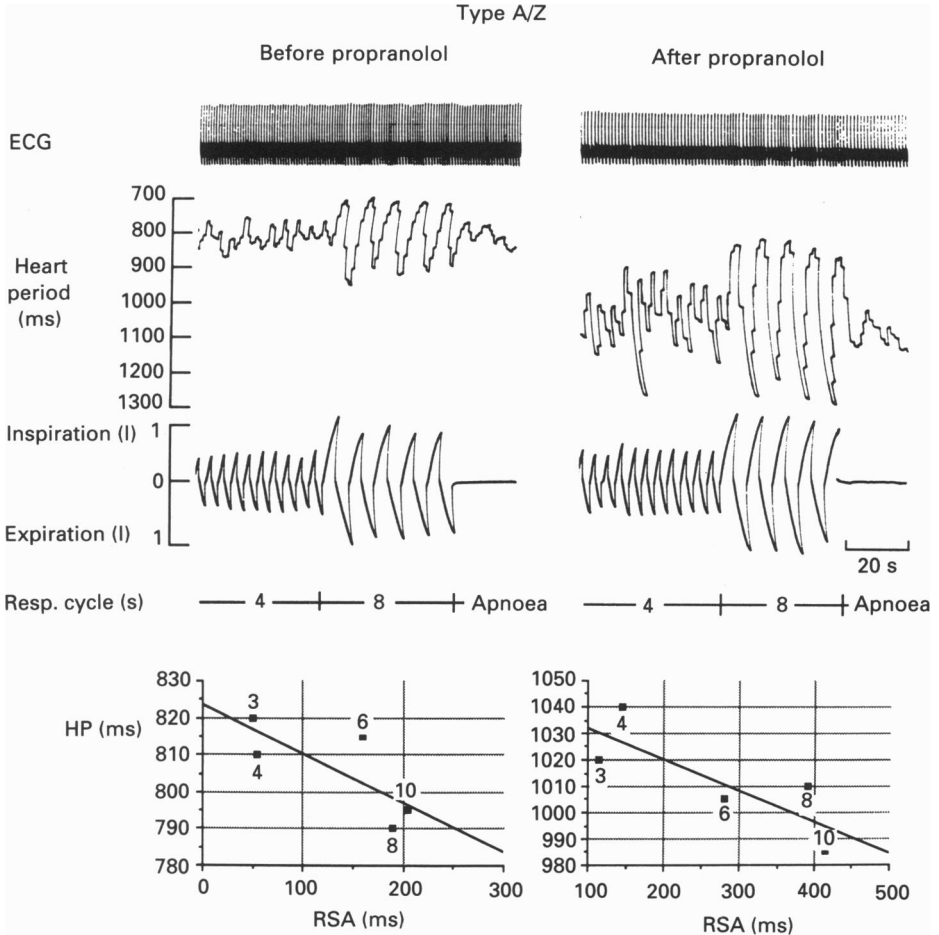 Type A/Z
Before propranolol
After propranolol
ECG
700
800
900
1000
1100
1200
1300
Heart
period
(ms)
Inspiration (l)
1
0
Expiration (l)
1
20 s
Resp. cycle (s)
4
8
Apnoea
4
8
Apnoea
HP (ms)
830
820
810
800
790
780
3
4
6
10
8
0
100
200
300
RSA (ms)
1050
1040
1030
1020
1010
1000
990
980
4
3
6
8
10
100
200
300
400
500
RSA (ms)